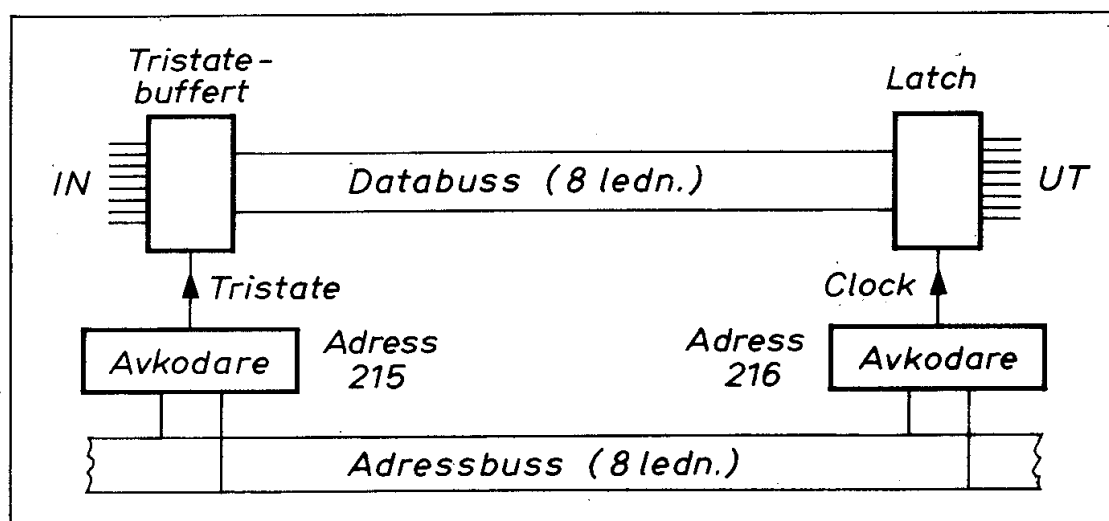 Tristate-
buffert
Latch
IN
Databuss (8 ledn.)
UT
Tristate
Clock
Avkodare
Adress
215
Adress
216
Avkodare
Adressbuss (8 ledn.)